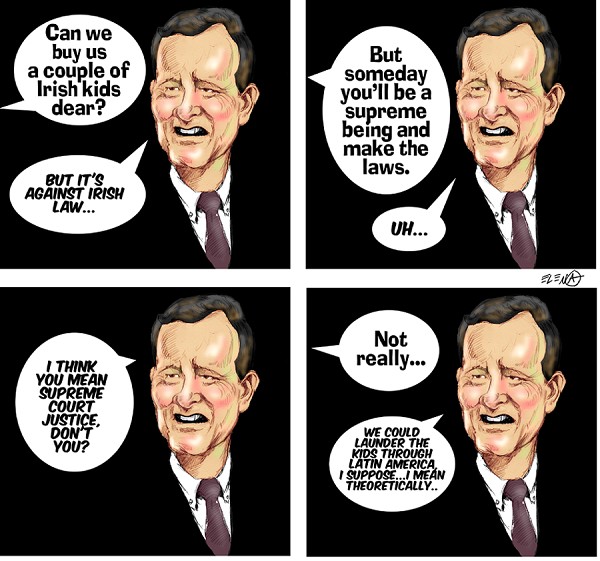 Can we
buy us
a couple of
Irish kids
dear?
BUT IT'S
AGAINST IRISH
LAW...
But
someday
you'll be a
supreme
being and
make the
laws.
UH...
ELENA
I THINK
YOU MEAN
SUPREME
COURT
JUSTICE,
DON'T
YOU?
Not
really...
WE COULD
LAUNDER THE
KIDS THROUGH
LATIN AMERICA
I SUPPOSE...I MEAN
THEORETICALLY..